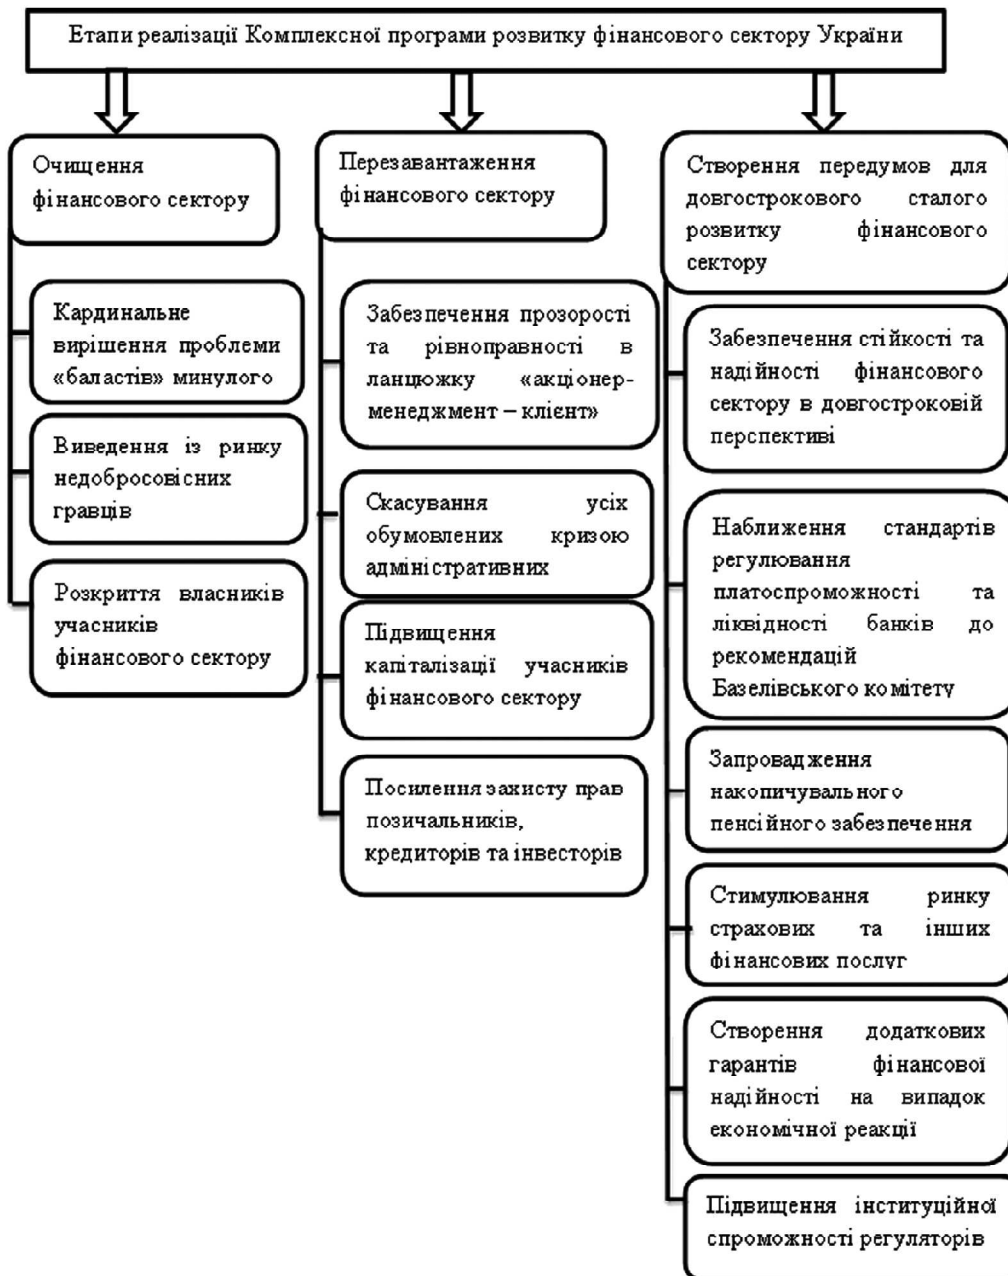 Етапи реалізації Комплексної програми розвитку фінансового сектору України
Очищення
фінансового сектору
Кардинальне
вирішення проблеми
«баластів» минулого
Виведення із ринку
недобросовісних
гравців
Розкриття власників
учасників
фінансового сектору
Перезавантаження
фінансового сектору
Забезпечення прозорості
та рівноправності в
ланцюжку «акціонер-
менеджмент – клієнт»
Скасування усіх
обумовлених кризою
адміністративних
Підвищення
капіталізації учасників
фінансового сектору
Посилення захисту прав
позичальників,
кредиторів та інвесторів
Створення передумов для
довгострокового сталого
розвитку фінансового
сектору
Забезпечення стійкості та
надійності фінансового
сектору в довгостроковій
перспективі
Наближення стандартів
регулювання
платоспроможності та
ліквідності банків до
рекомендацій
Базелівського комітету
Запровадження
накопичувального
пенсійного забезпечення
Стимулювання ринку
страхових та інших
фінансових послуг
Створення додаткових
гарантів фінансової
надійності на випадок
економічної реакції
Підвищення інституційної
спроможності регуляторів